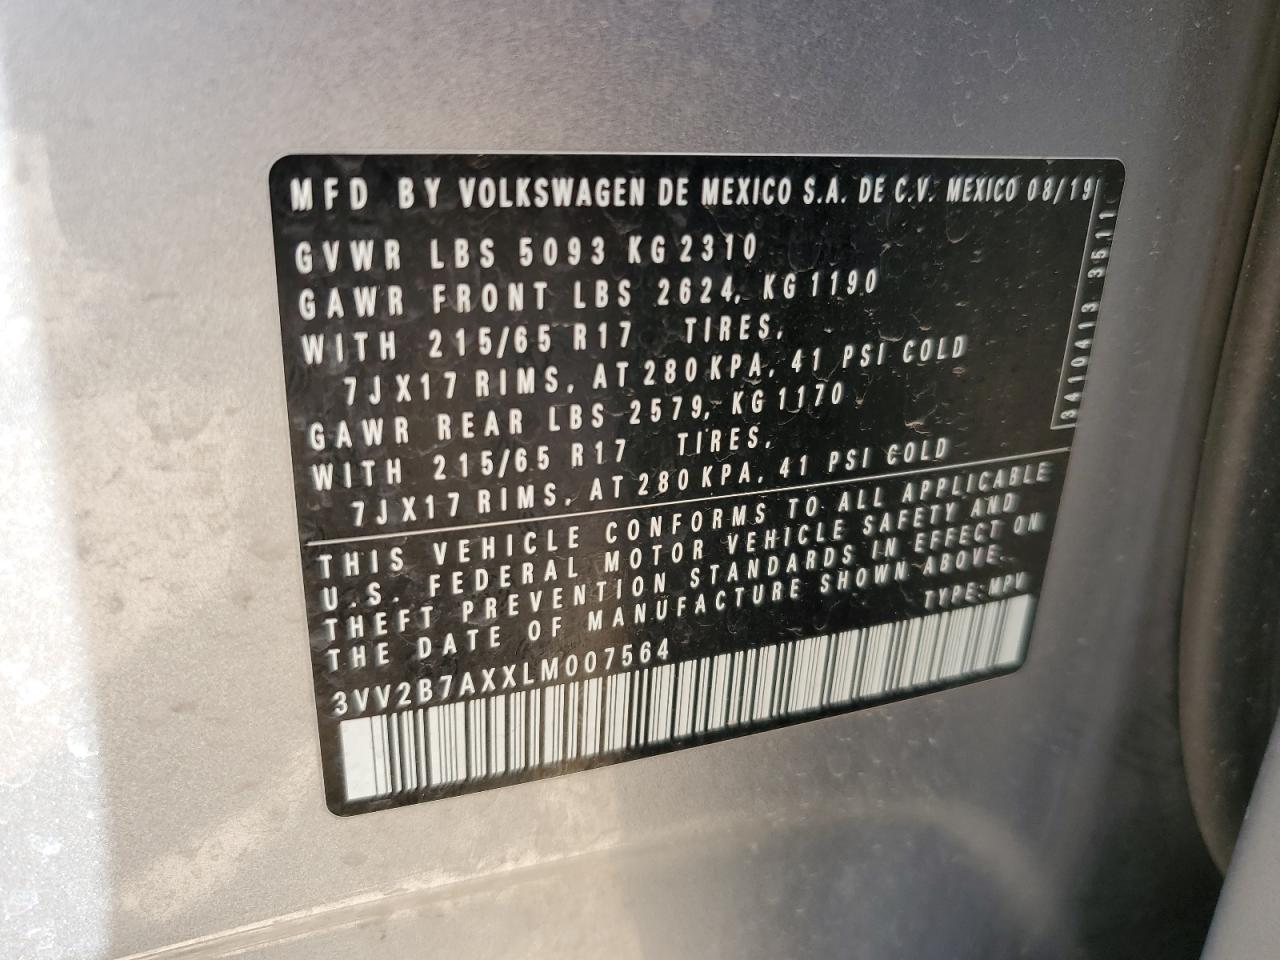 MFD BY VOLKSWAGEN DE MEXICO S.A. DE C.V. MEXICO 08/19
GVWR LBS 5093 KG 2310
GAWR FRONT LBS 2624, KG 1190
WITH 215/65 R17 TIRES,
7JX17 RIMS, AT 280 KPA, 41 PSI COLD
GAWR REAR LBS 2579, KG 1170
WITH 215/65 R17 TIRES,
7JX17 RIMS, AT 280 KPA, 41 PSI COLD
THIS VEHICLE CONFORMS TO ALL APPLICABLE
U.S. FEDERAL MOTOR VEHICLE SAFETY AND
THEFT PREVENTION STANDARDS IN EFFECT ON
THE DATE OF MANUFACTURE SHOWN ABOVE.
TYPE: MPV
3VV2B7AXXLM007564
3410413 3511